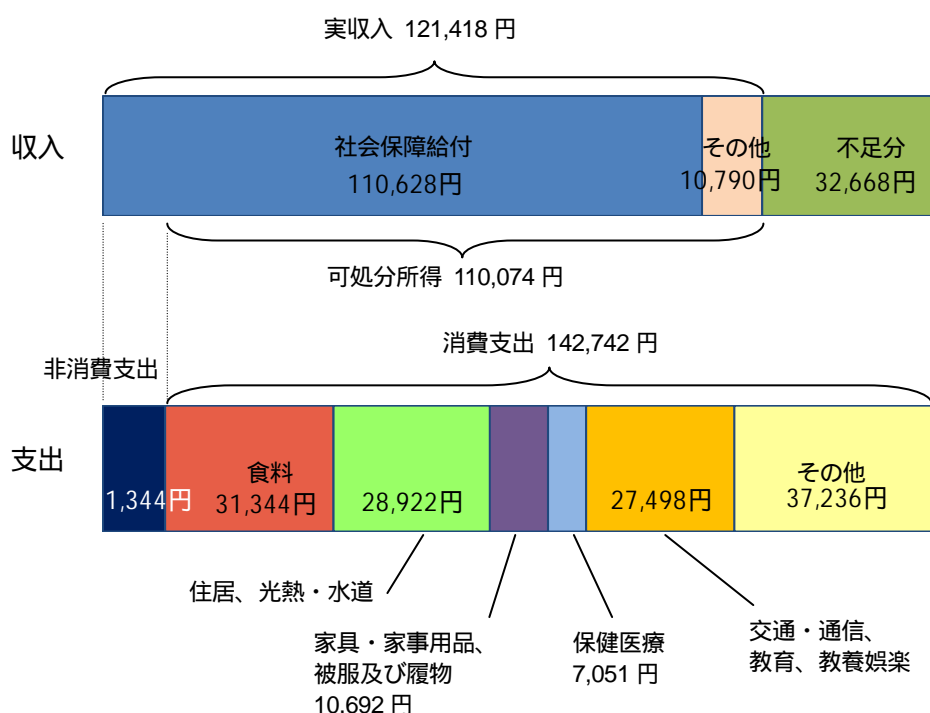 実収入 121,418 円
収入
社会保障給付
110,628円
その他
10,790円
不足分
32,668円
可処分所得 110,074 円
消費支出 142,742 円
非消費支出
支出
1,344円
食料
31,344円
28,922円
27,498円
その他
37,236円
住居、光熱・水道
家具・家事用品、
被服及び履物
10,692 円
保健医療
7,051 円
交通・通信、
教育、教養娯楽